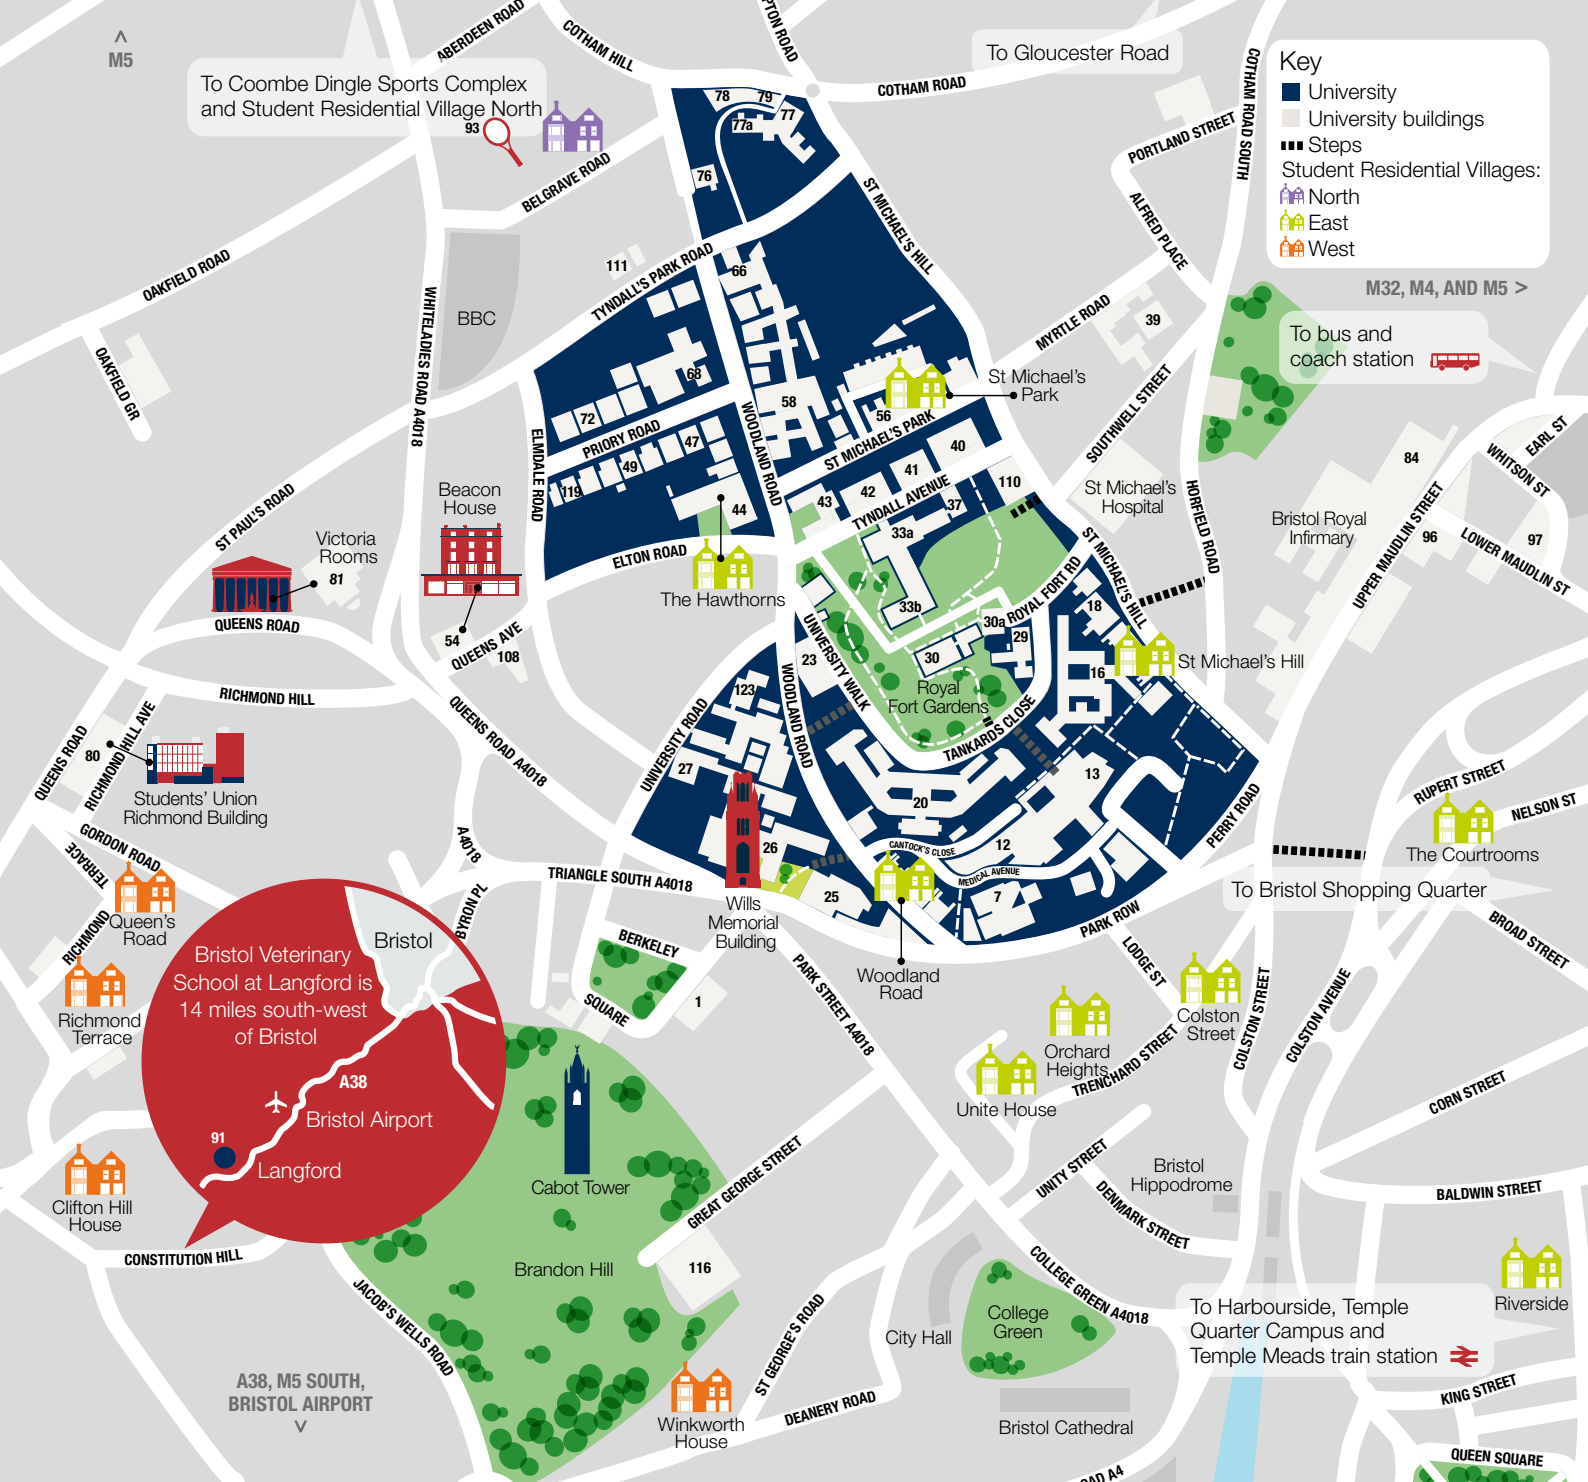 ABERDEEN ROAD
COTHAM HILL
PTON ROAD
^
M5
To Coombe Dingle Sports Complex
and Student Residential Village North
93
To Gloucester Road
COTHAM ROAD
COTHAM ROAD SOUTH
Key
University
University buildings
Steps
Student Residential Villages:
North
East
West
M32, M4, AND M5 >
To bus and
coach station
PORTLAND STREET
ALFRED PLACE
BELGRAVE ROAD
78
79
77
77a
76
ST MICHAEL'S HILL
OAKFIELD ROAD
OAKFIELD GR
WHITELADIES ROAD A4018
BBC
111
TYNDALL'S PARK ROAD
66
68
72
58
56
PRIORY ROAD
WOODLAND ROAD
ST MICHAEL'S PARK
St Michael's
Park
MYRTLE ROAD
39
SOUTHWELL STREET
ELMDALE ROAD
47
49
119
44
40
41
42
43
TYNDALL AVENUE
37
110
33a
33b
St Michael's
Hospital
HORFIELD ROAD
84
EARL ST
WHITSON ST
Bristol Royal
Infirmary
UPPER MAUDLIN STREET
96
97
LOWER MAUDLIN ST
ST PAUL'S ROAD
Victoria
Rooms
81
Beacon
House
54
QUEENS AVE
108
QUEENS ROAD
ELTON ROAD
The Hawthorns
ST MICHAEL'S HILL
ROYAL FORT RD
18
30a
29
30
16
St Michael's Hill
Royal
Fort Gardens
UNIVERSITY WALK
TANKARDS CLOSE
23
WOODLAND ROAD
123
UNIVERSITY ROAD
27
RICHMOND HILL
QUEENS ROAD A4018
QUEENS ROAD
80
RICHMOND HILL AVE
Students' Union
Richmond Building
GORDON ROAD
RICHMOND
TERRACE
Queen's
Road
Richmond
Terrace
A4018
BYRON PL
TRIANGLE SOUTH A4018
26
25
Wills
Memorial
Building
20
13
12
7
CANTOCK'S CLOSE
MEDICAL AVENUE
PERRY ROAD
PARK ROW
Woodland
Road
RUPERT STREET
NELSON ST
The Courtrooms
To Bristol Shopping Quarter
BROAD STREET
LODGE ST
Colston
Street
COLSTON STREET
COLSTON AVENUE
Orchard
Heights
TRENCHARD STREET
Unite House
BERKELEY
SQUARE
1
PARK STREET A4018
Bristol
Bristol Veterinary
School at Langford is
14 miles south-west
of Bristol
A38
Bristol Airport
91
Langford
Clifton Hill
House
CONSTITUTION HILL
JACOB'S WELLS ROAD
Cabot Tower
Brandon Hill
GREAT GEORGE STREET
116
Winkworth
House
ST GEORGE'S ROAD
DEANERY ROAD
UNITY STREET
DENMARK STREET
Bristol
Hippodrome
CORN STREET
BALDWIN STREET
COLLEGE GREEN A4018
College
Green
City Hall
Bristol Cathedral
To Harbourside, Temple
Quarter Campus and
Temple Meads train station
Riverside
KING STREET
QUEEN SQUARE
OAD A4
A38, M5 SOUTH,
BRISTOL AIRPORT